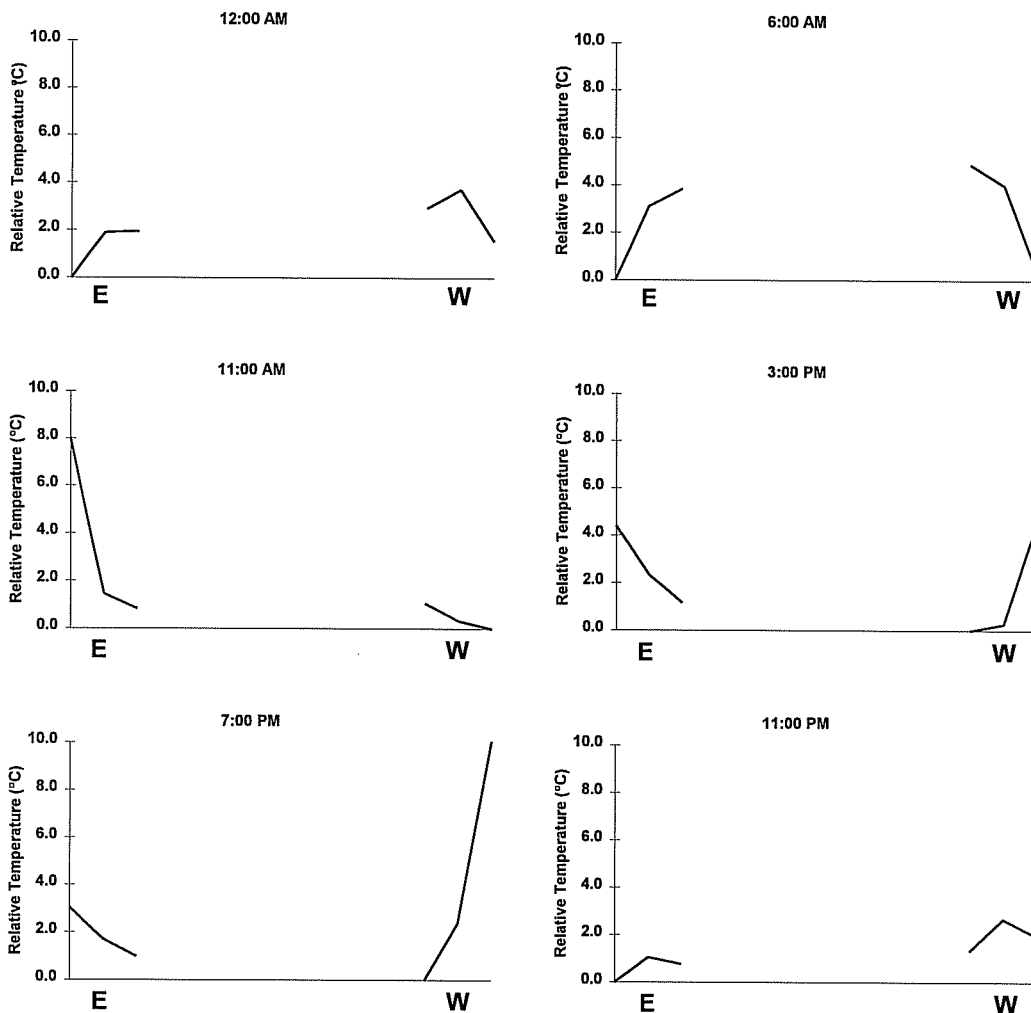 12:00 AM
Relative Temperature (°C)
10.0
8.0
6.0
4.0
2.0
0.0
E
W
6:00 AM
Relative Temperature (°C)
10.0
8.0
6.0
4.0
2.0
0.0
E
W
11:00 AM
Relative Temperature (°C)
10.0
8.0
6.0
4.0
2.0
0.0
E
W
3:00 PM
Relative Temperature (°C)
10.0
8.0
6.0
4.0
2.0
0.0
E
W
7:00 PM
Relative Temperature (°C)
10.0
8.0
6.0
4.0
2.0
0.0
E
W
11:00 PM
Relative Temperature (°C)
10.0
8.0
6.0
4.0
2.0
0.0
E
W